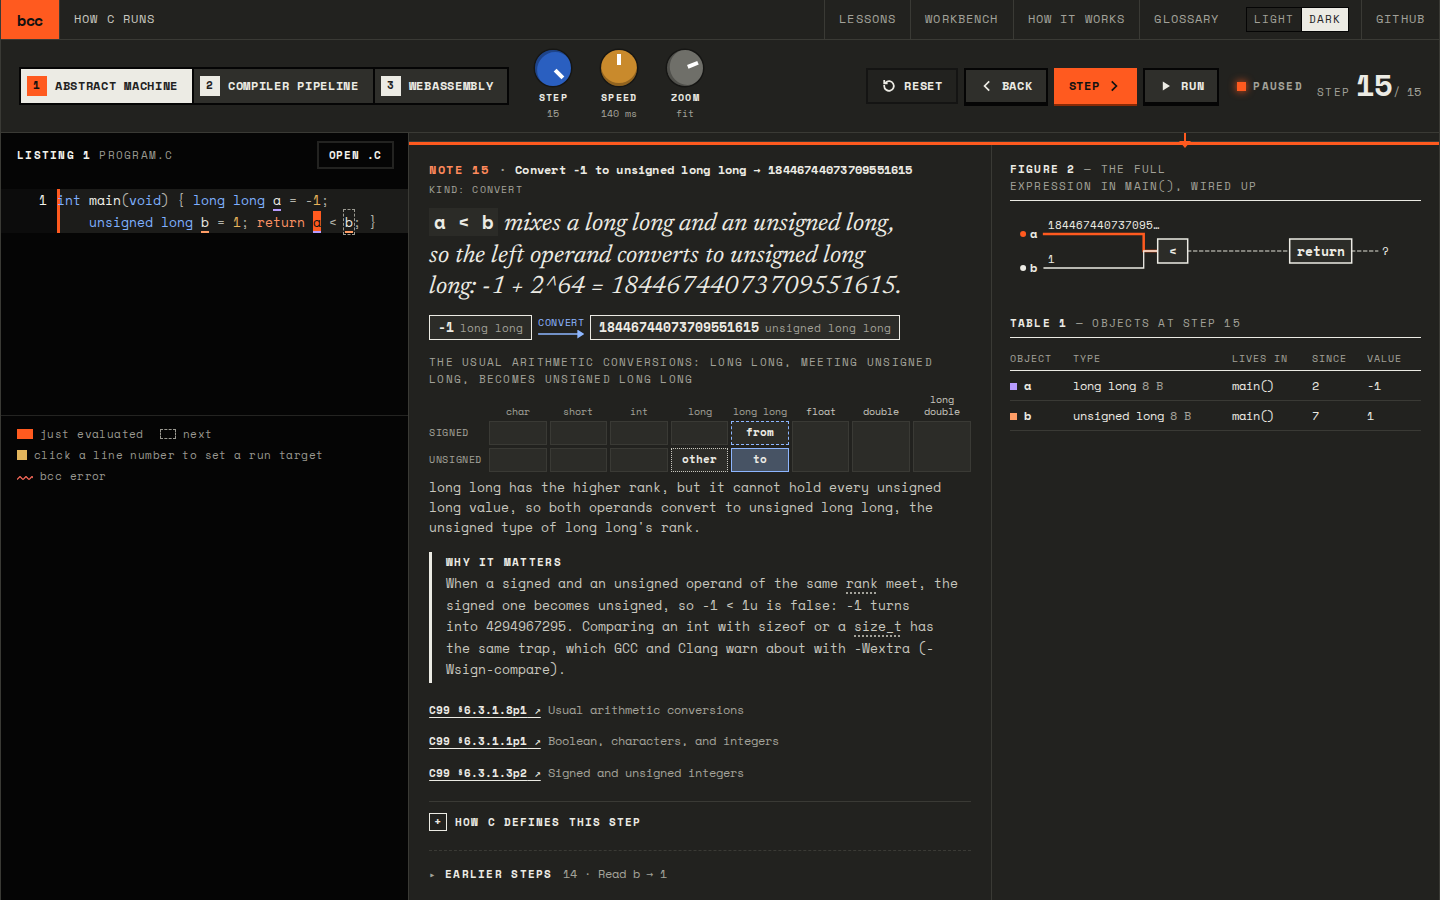 bcc
HOW C RUNS
LESSONS
WORKBENCH
HOW IT WORKS
GLOSSARY
LIGHT
DARK
GITHUB
1 ABSTRACT MACHINE
2 COMPILER PIPELINE
3 WEBASSEMBLY
STEP
15
SPEED
140 ms
ZOOM
fit
RESET
BACK
STEP
RUN
PAUSED
STEP 15 / 15
LISTING 1 PROGRAM.C
OPEN .C
1 int main(void) { long long a = -1;
unsigned long b = 1; return a < b; }
just evaluated
next
click a line number to set a run target
bcc error
NOTE 15 · Convert -1 to unsigned long long → 18446744073709551615
KIND: CONVERT
a < b mixes a long long and an unsigned long,
so the left operand converts to unsigned long
long: -1 + 2^64 = 18446744073709551615.
-1 long long
CONVERT
18446744073709551615 unsigned long long
THE USUAL ARITHMETIC CONVERSIONS: LONG LONG, MEETING UNSIGNED
LONG, BECOMES UNSIGNED LONG LONG
char short int long long long float double long double
SIGNED
from
UNSIGNED
other
to
long long has the higher rank, but it cannot hold every unsigned
long value, so both operands convert to unsigned long long, the
unsigned type of long long's rank.
WHY IT MATTERS
When a signed and an unsigned operand of the same rank meet, the
signed one becomes unsigned, so -1 < 1u is false: -1 turns
into 4294967295. Comparing an int with sizeof or a size_t has
the same trap, which GCC and Clang warn about with -Wextra (-
Wsign-compare).
C99 §6.3.1.8p1 ↗ Usual arithmetic conversions
C99 §6.3.1.1p1 ↗ Boolean, characters, and integers
C99 §6.3.1.3p2 ↗ Signed and unsigned integers
+ HOW C DEFINES THIS STEP
▸ EARLIER STEPS 14 · Read b → 1
FIGURE 2 — THE FULL
EXPRESSION IN MAIN(), WIRED UP
a
184467440737095…
b
1
<
return
?
TABLE 1 — OBJECTS AT STEP 15
OBJECT TYPE LIVES IN SINCE VALUE
a long long 8 B main() 2 -1
b unsigned long 8 B main() 7 1